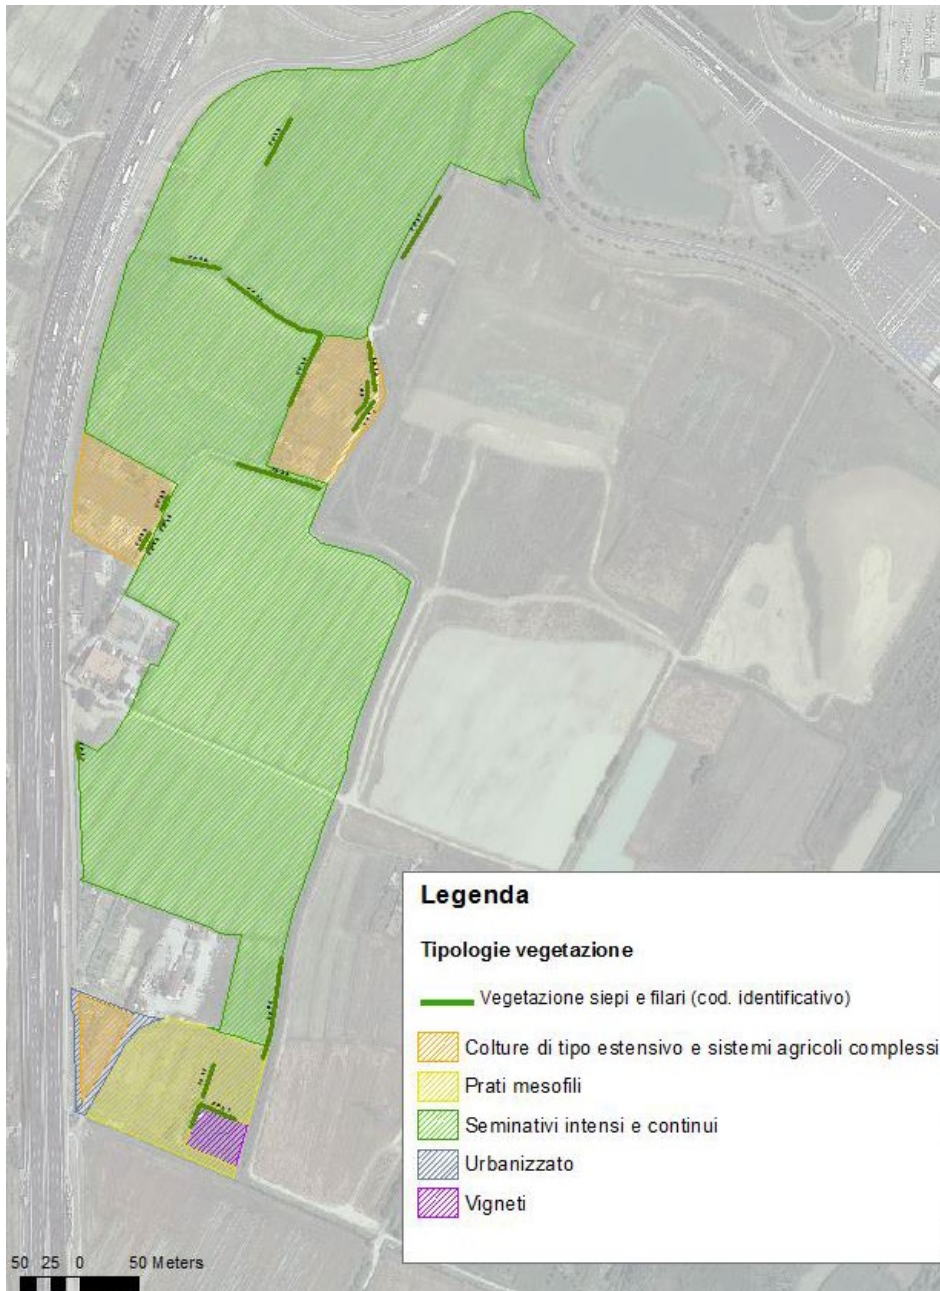 Legenda
Tipologie vegetazione
Vegetazione siepi e filari (cod. identificativo)
Colture di tipo estensivo e sistemi agricoli complessi
Prati mesofili
Seminativi intensi e continui
Urbanizzato
Vigneti
50 25 0 50 Meters